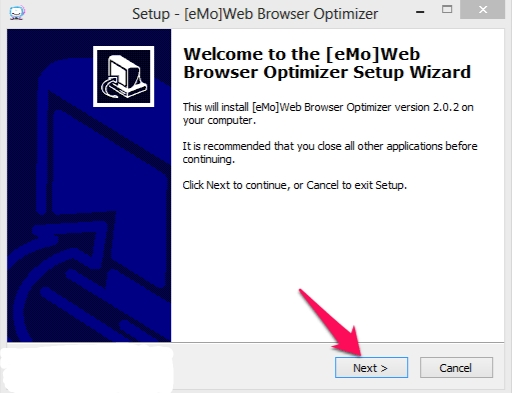 Setup - [eMo]Web Browser Optimizer
Welcome to the [eMo]Web
Browser Optimizer Setup Wizard
This will install [eMo]Web Browser Optimizer version 2.0.2 on
your computer.
It is recommended that you close all other applications before
continuing.
Click Next to continue, or Cancel to exit Setup.
Next >
Cancel